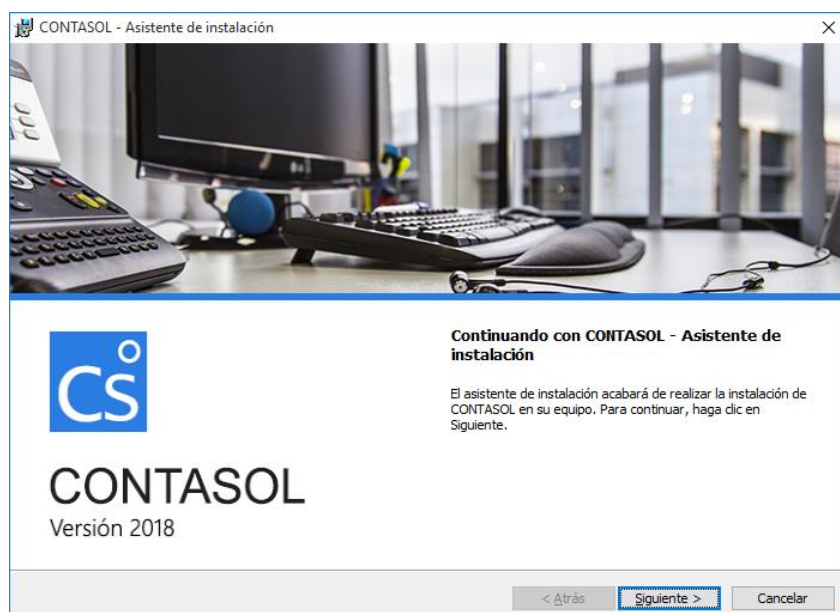 CONTASOL - Asistente de instalación
Continuando con CONTASOL - Asistente de
instalación
El asistente de instalación acabará de realizar la instalación de
CONTASOL en su equipo. Para continuar, haga clic en
Siguiente.
Cs
CONTASOL
Versión 2018
< Atrás
Siguiente >
Cancelar